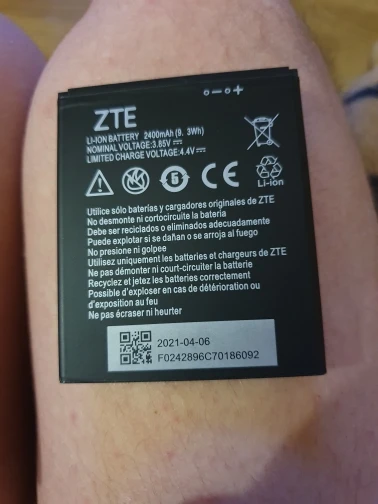 ZTE
LI-ION BATTERY 2400mAh(9.3Wh)
NOMINAL VOLTAGE:3.85V⎓
LIMITED CHARGE VOLTAGE:4.4V⎓
CE
Li-ion
Utilice sólo baterías y cargadores originales de ZTE
No desmonte ni cortocircuite la batería
Debe ser reciclados o eliminados adecuadamente
Puede explotar si se dañan o se arroja al fuego
No presione ni golpee
Utilisez uniquement les batteries et chargeurs de ZTE
Ne pas démonter ni court-circuiter la batterie
Recyclez et jetez les batteries correctement
Possible d'exploser en cas de détérioration ou
d'exposition au feu
Ne pas écraser ni heurter
2021-04-06
F0242896C70186092